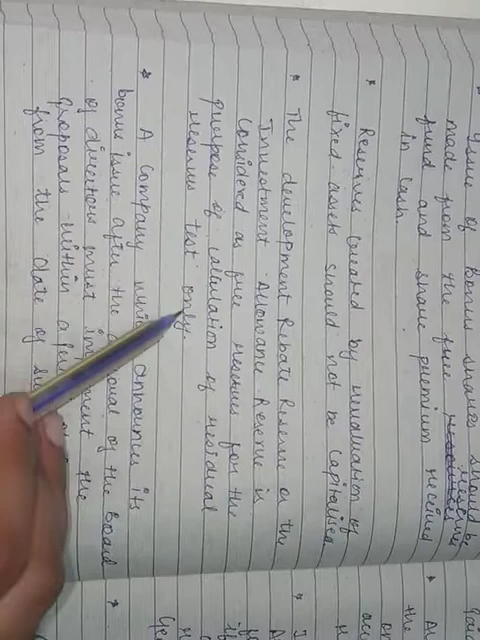 * Issue of Bonus shares should be
made from the free reserves
fund and share premium received
in cash.
* Reserves created by revaluation of
fixed assets should not be capitalised
* The development Rebate Reserve or the
Investment Allowance Reserve is
considered as free reserves for the
purpose of calculation of residual
reserves test only.
* A Company announces its
bonus issue after the of the Board
of directors must the
proposals within a
from the date of